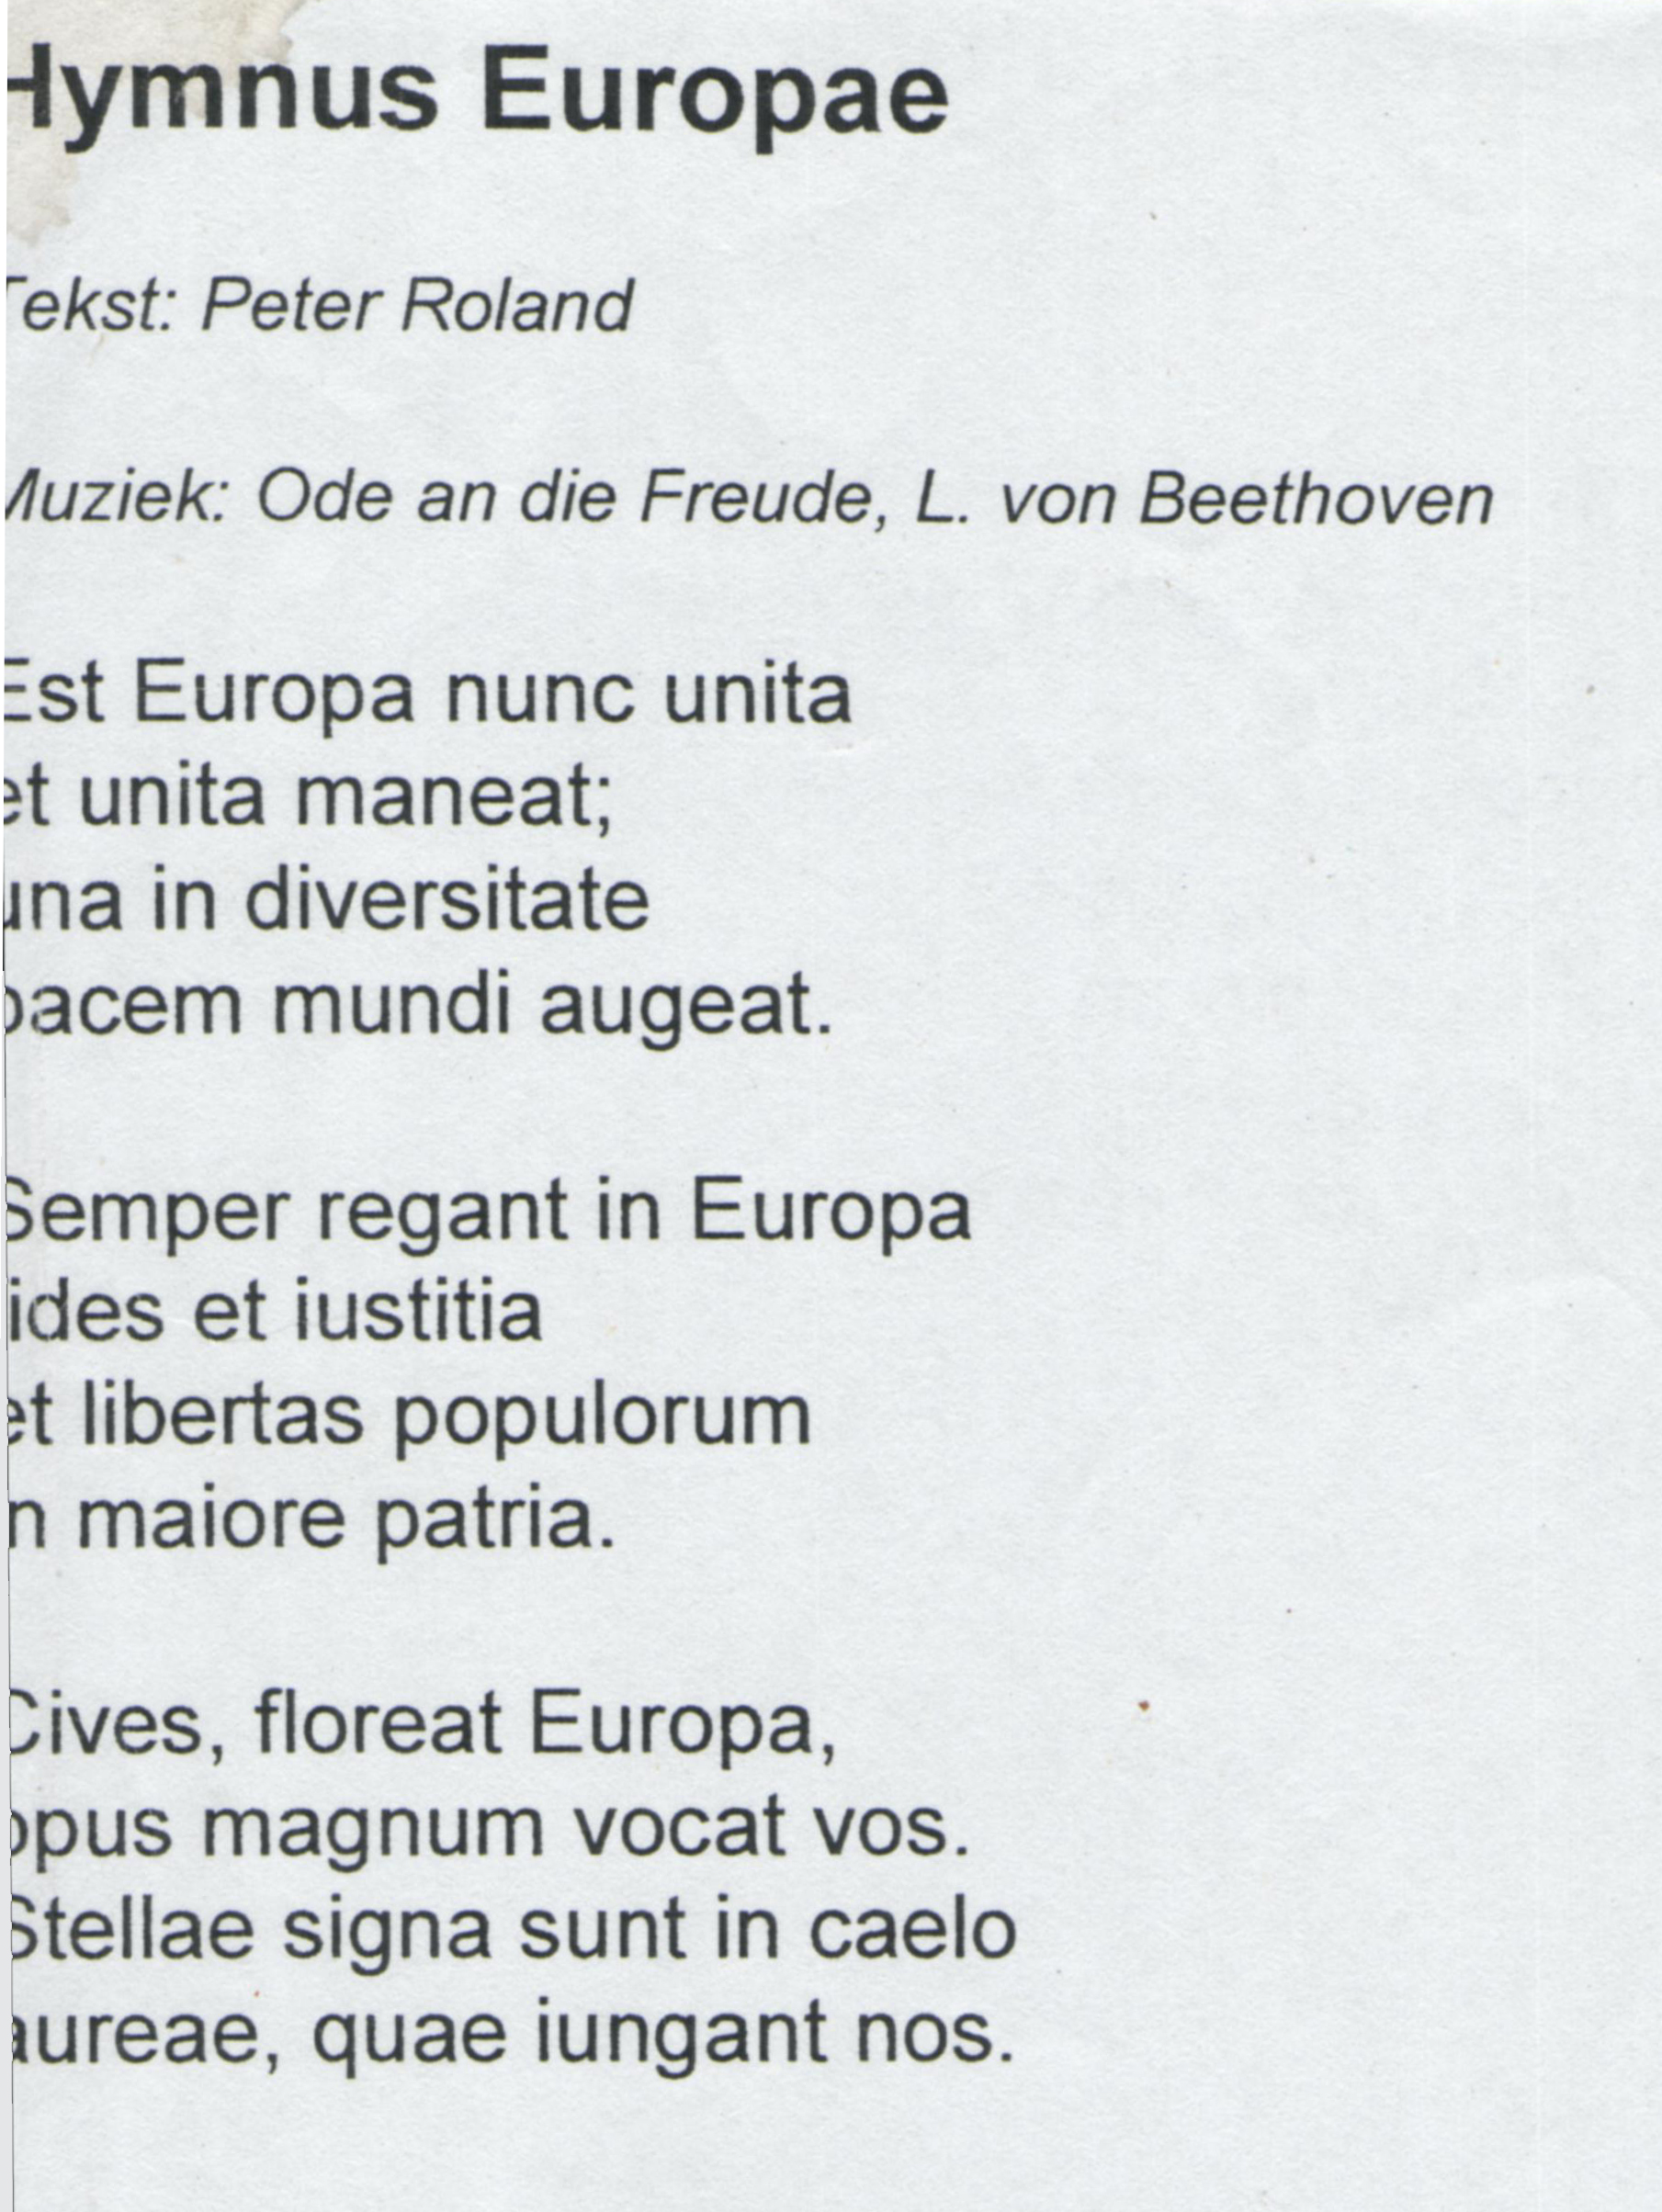 Hymnus Europae
Tekst: Peter Roland
Muziek: Ode an die Freude, L. von Beethoven
Est Europa nunc unita
et unita maneat;
una in diversitate
pacem mundi augeat.
Semper regant in Europa
fides et iustitia
et libertas populorum
in maiore patria.
Cives, floreat Europa,
opus magnum vocat vos.
Stellae signa sunt in caelo
aureae, quae iungant nos.